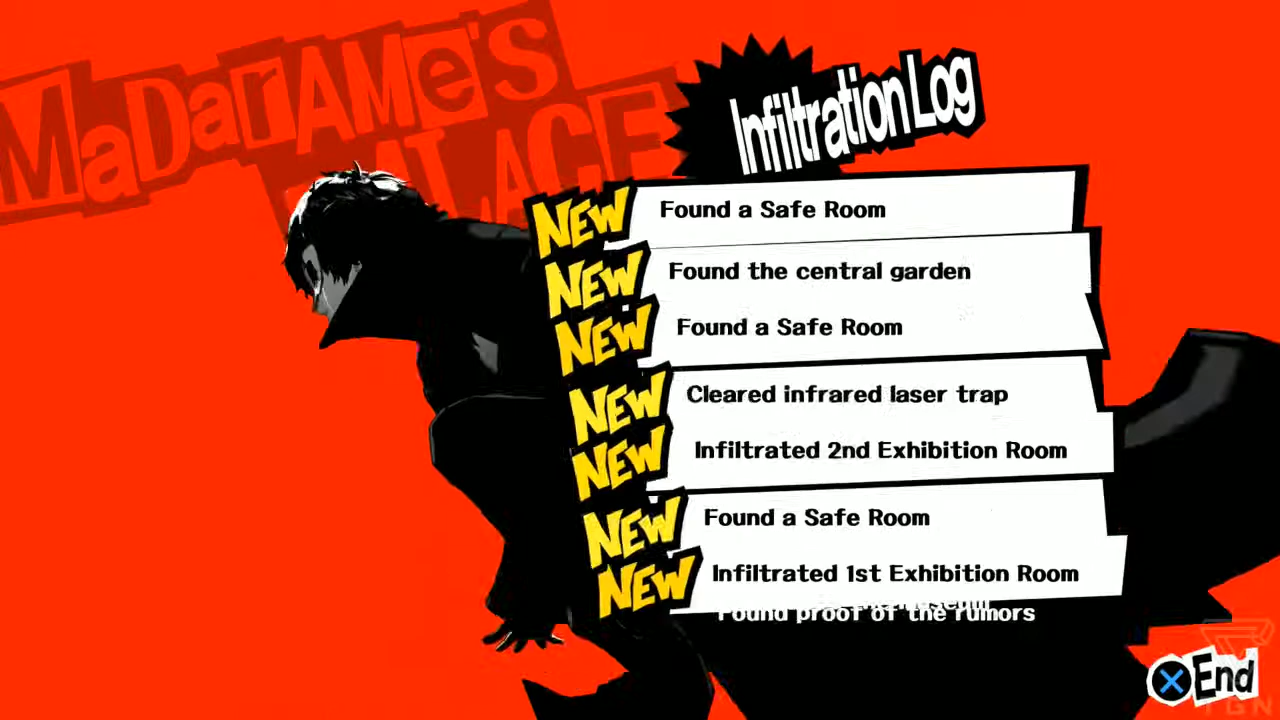 MaDarAMe's
PALACE
Infiltration Log
NEW Found a Safe Room
NEW Found the central garden
NEW Found a Safe Room
NEW Cleared infrared laser trap
NEW Infiltrated 2nd Exhibition Room
NEW Found a Safe Room
NEW Infiltrated 1st Exhibition Room
Found proof of the rumors
End
TGN